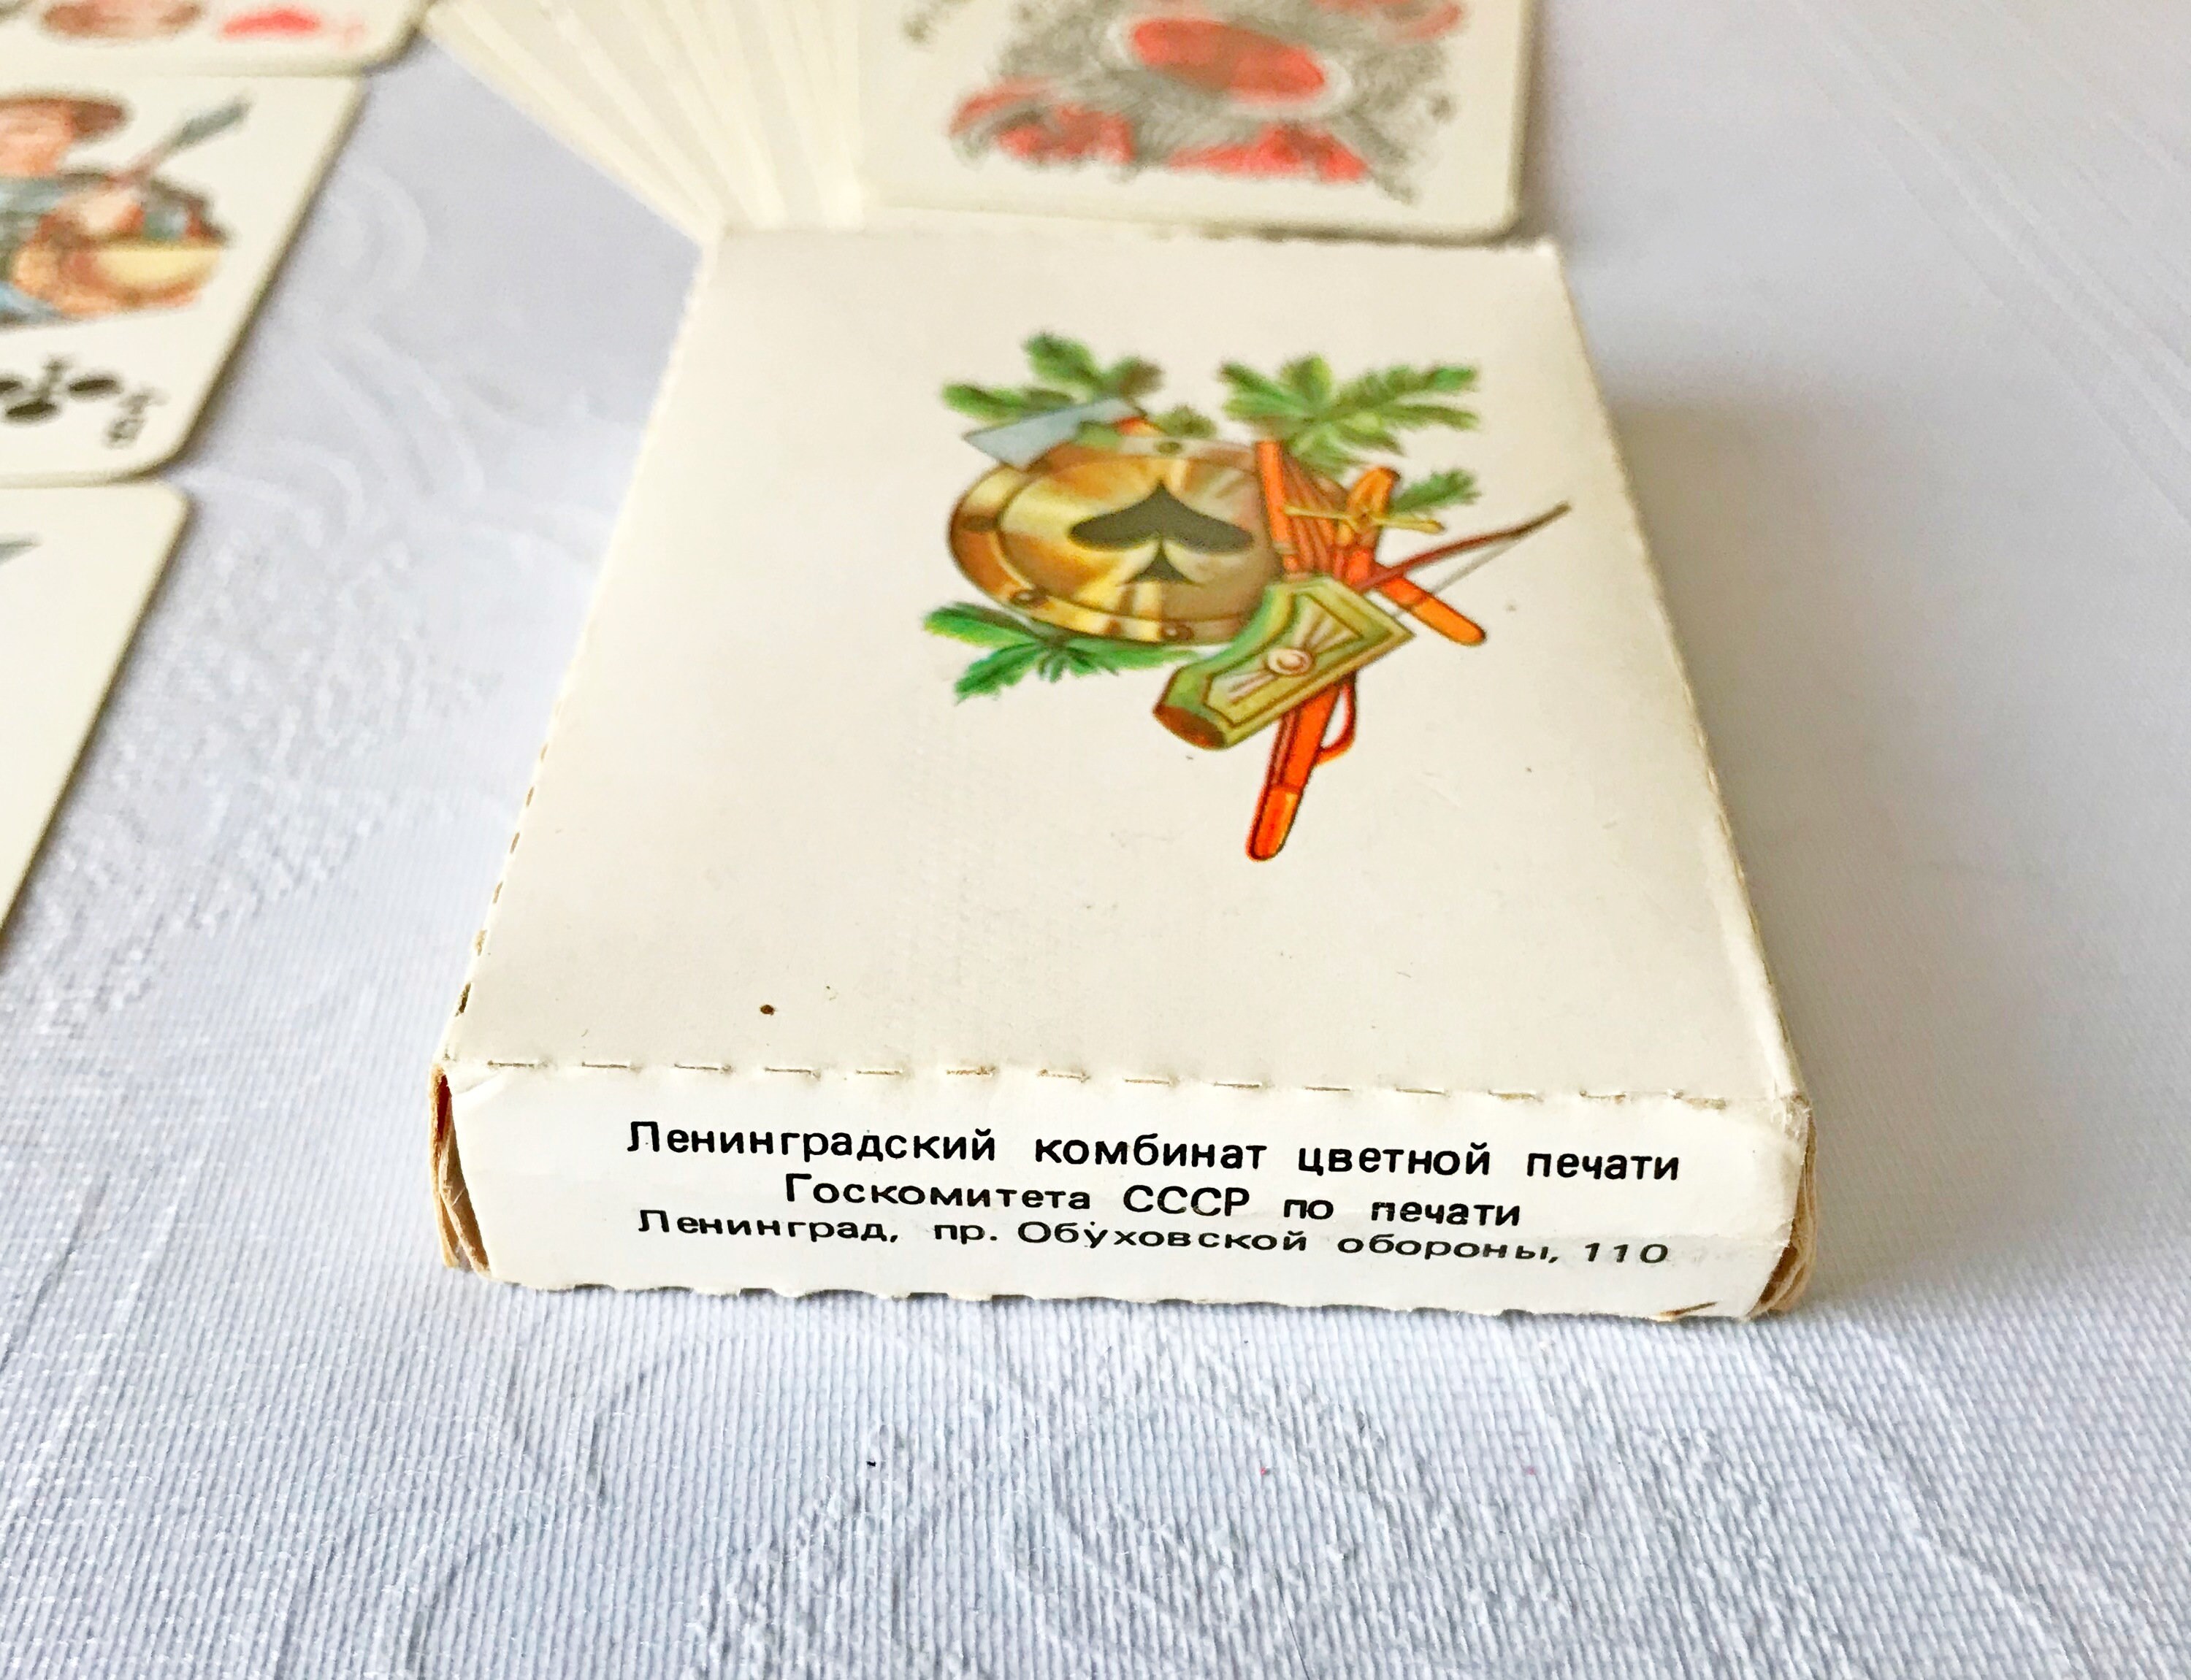 Ленинградский комбинат цветной печати
Госкомитета СССР по печати
Ленинград, пр. Обуховской обороны, 110